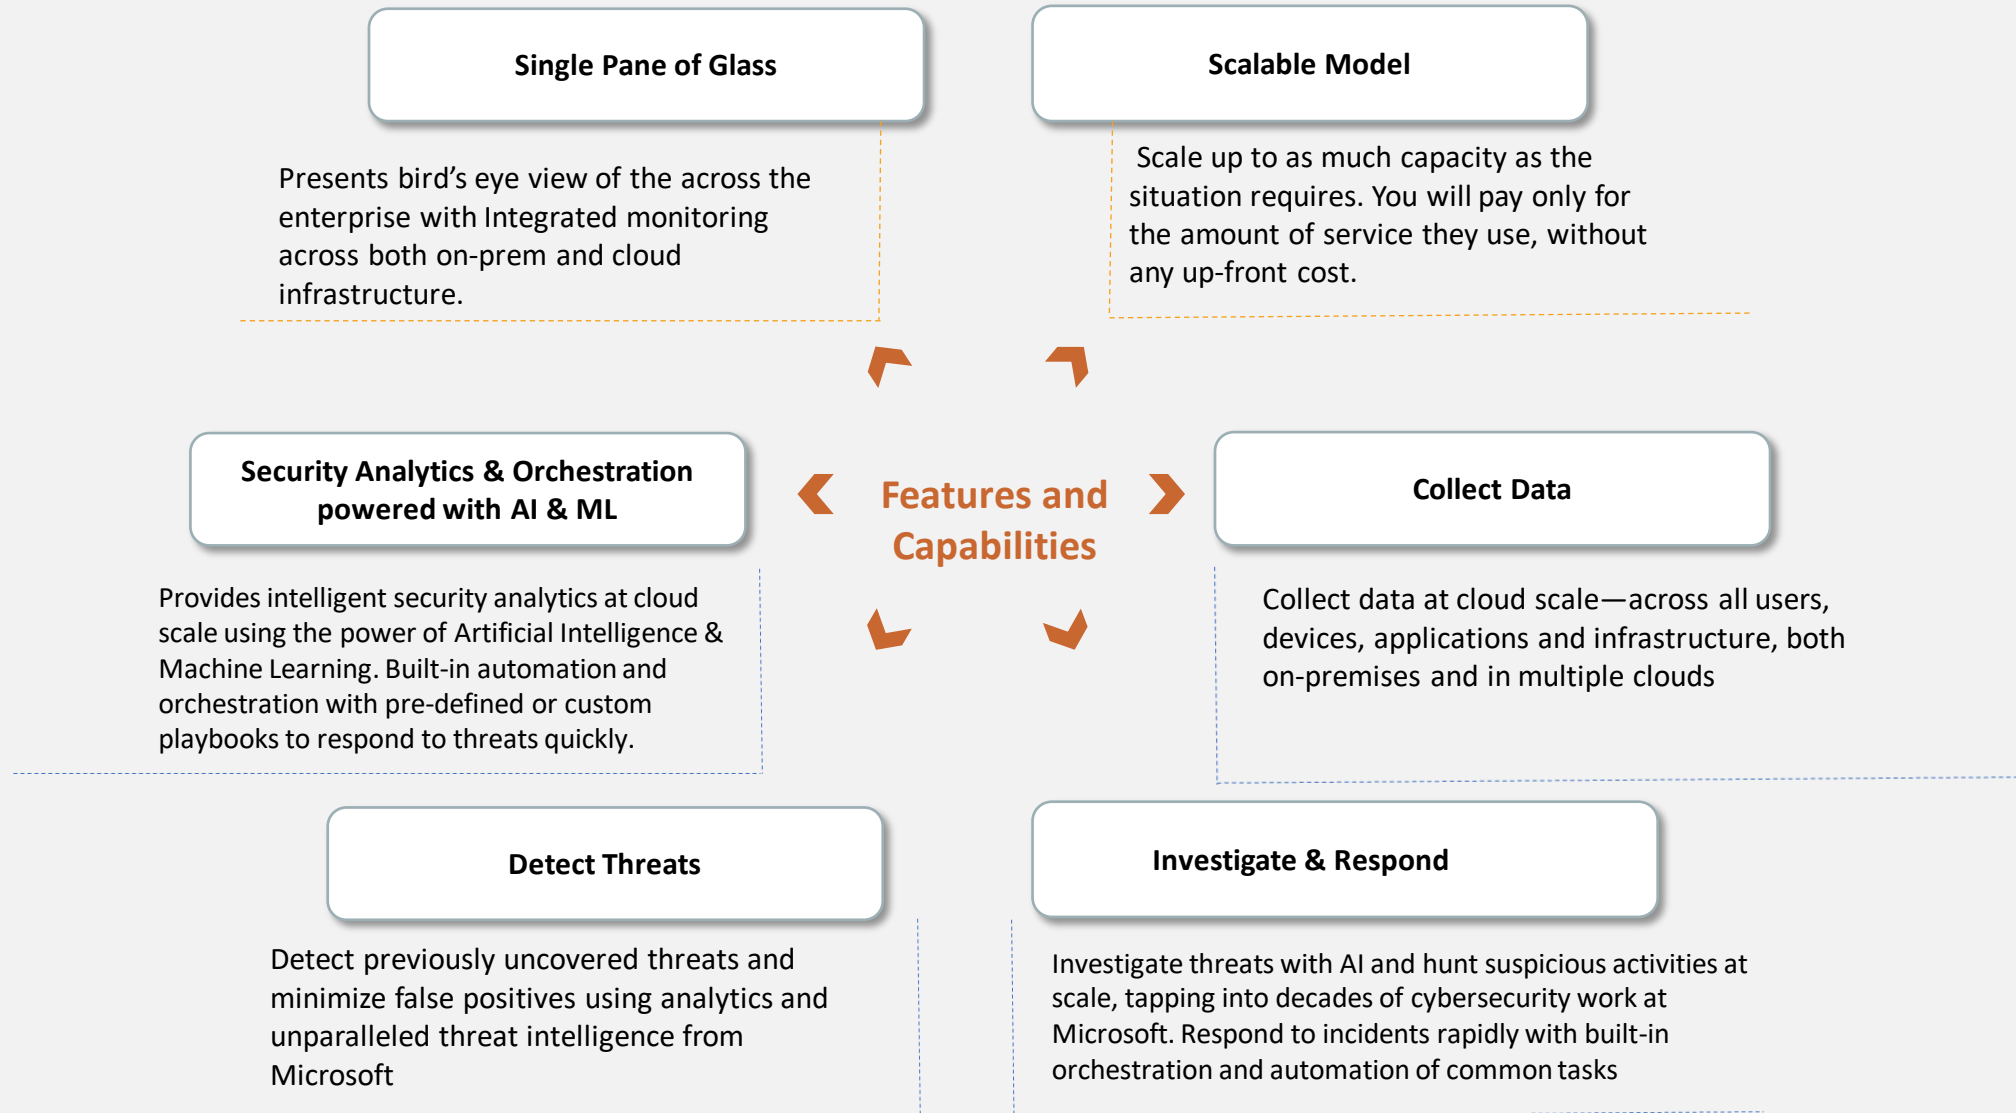 Single Pane of Glass
Presents bird’s eye view of the across the
enterprise with Integrated monitoring
across both on-prem and cloud
infrastructure.
Scalable Model
Scale up to as much capacity as the
situation requires. You will pay only for
the amount of service they use, without
any up-front cost.
Security Analytics & Orchestration
powered with AI & ML
Provides intelligent security analytics at cloud
scale using the power of Artificial Intelligence &
Machine Learning. Built-in automation and
orchestration with pre-defined or custom
playbooks to respond to threats quickly.
Features and
Capabilities
Collect Data
Collect data at cloud scale—across all users,
devices, applications and infrastructure, both
on-premises and in multiple clouds
Detect Threats
Detect previously uncovered threats and
minimize false positives using analytics and
unparalleled threat intelligence from
Microsoft
Investigate & Respond
Investigate threats with AI and hunt suspicious activities at
scale, tapping into decades of cybersecurity work at
Microsoft. Respond to incidents rapidly with built-in
orchestration and automation of common tasks